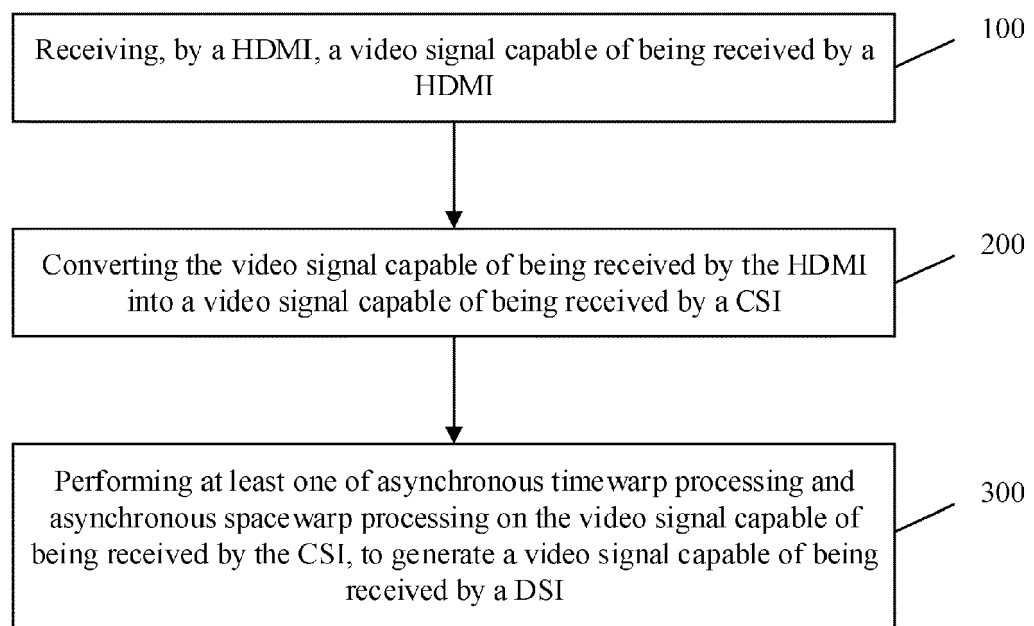 Receiving, by a HDMI, a video signal capable of being received by a
HDMI
100
Converting the video signal capable of being received by the HDMI
into a video signal capable of being received by a CSI
200
Performing at least one of asynchronous timewarp processing and
asynchronous spacewarp processing on the video signal capable of
being received by the CSI, to generate a video signal capable of being
received by a DSI
300